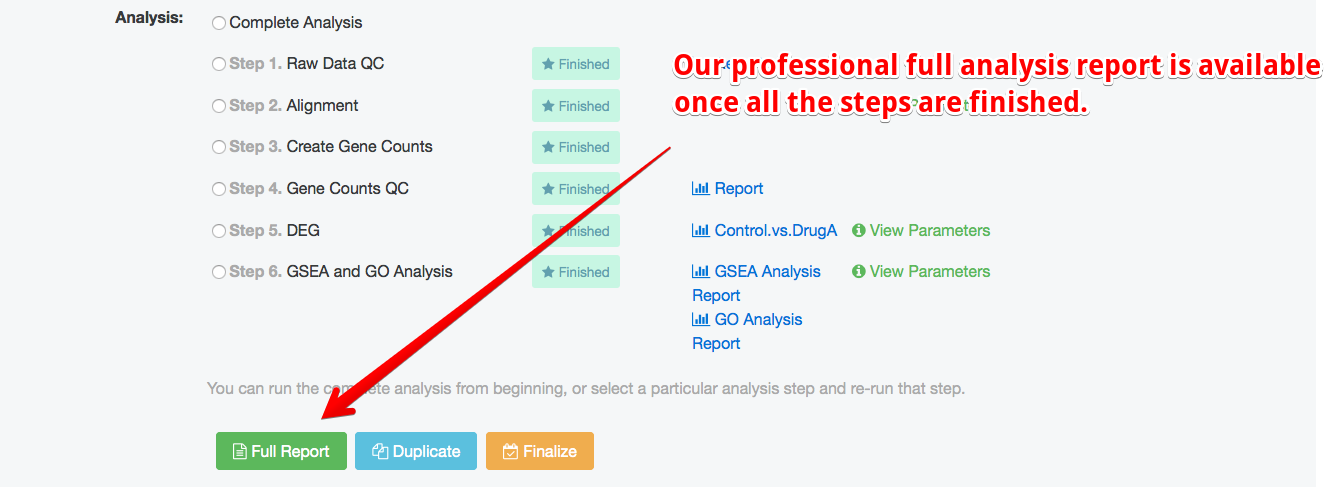 Analysis:
Complete Analysis
Step 1. Raw Data QC
Finished
Our professional full analysis report is available
once all the steps are finished.
Step 2. Alignment
Finished
Step 3. Create Gene Counts
Finished
Step 4. Gene Counts QC
Finished
Report
Step 5. DEG
Finished
Control.vs.DrugA
View Parameters
Step 6. GSEA and GO Analysis
Finished
GSEA Analysis
Report
View Parameters
GO Analysis
Report
You can run the complete analysis from beginning, or select a particular analysis step and re-run that step.
Full Report
Duplicate
Finalize